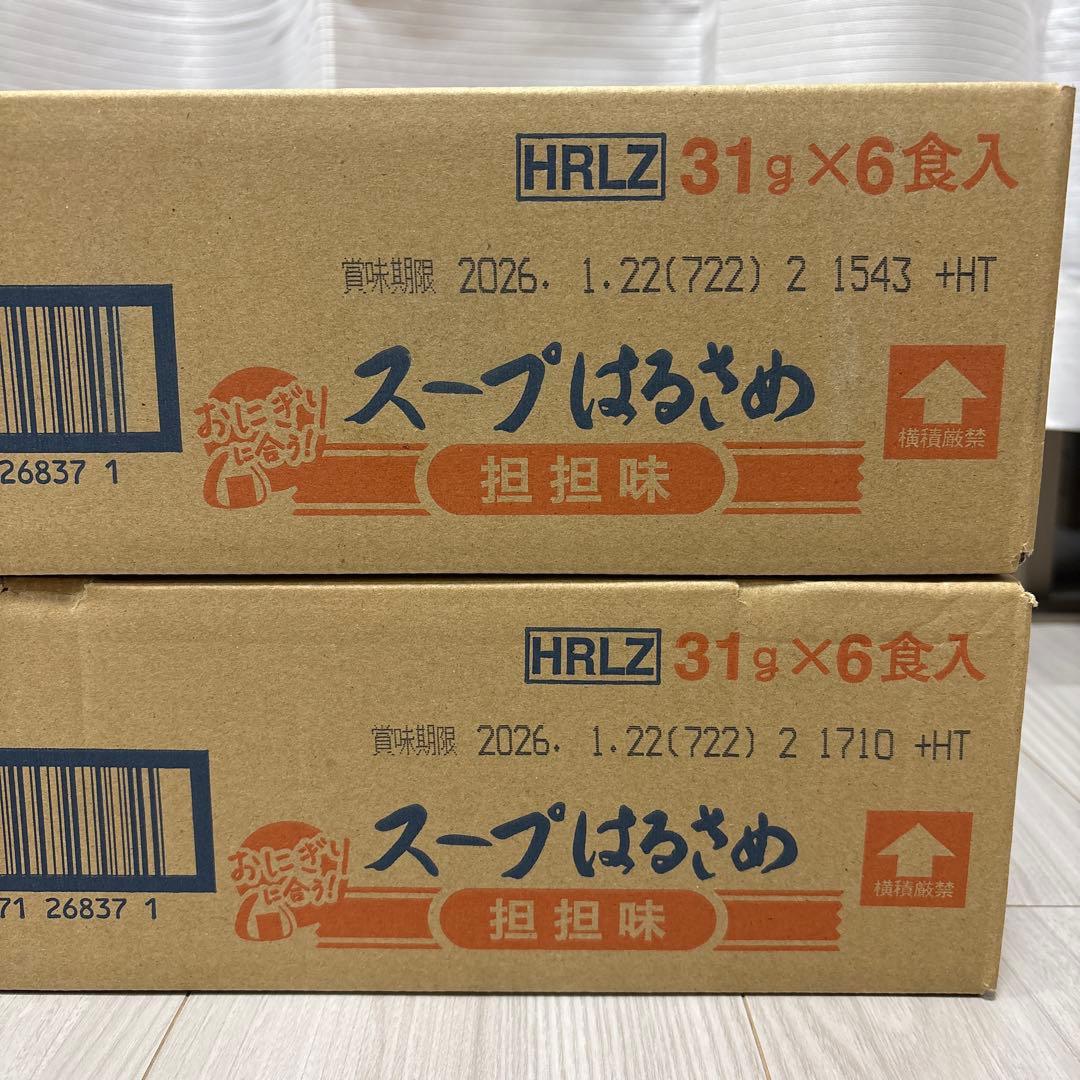 HRLZ 31g×6食入
賞味期限 2026. 1.22(722) 2 1543 +HT
スープはるさめ
おにぎり
に合う!
担担味
横積厳禁
26837 1
HRLZ 31g×6食入
賞味期限 2026. 1.22(722) 2 1710 +HT
スープはるさめ
おにぎり
に合う!
担担味
横積厳禁
71 26837 1